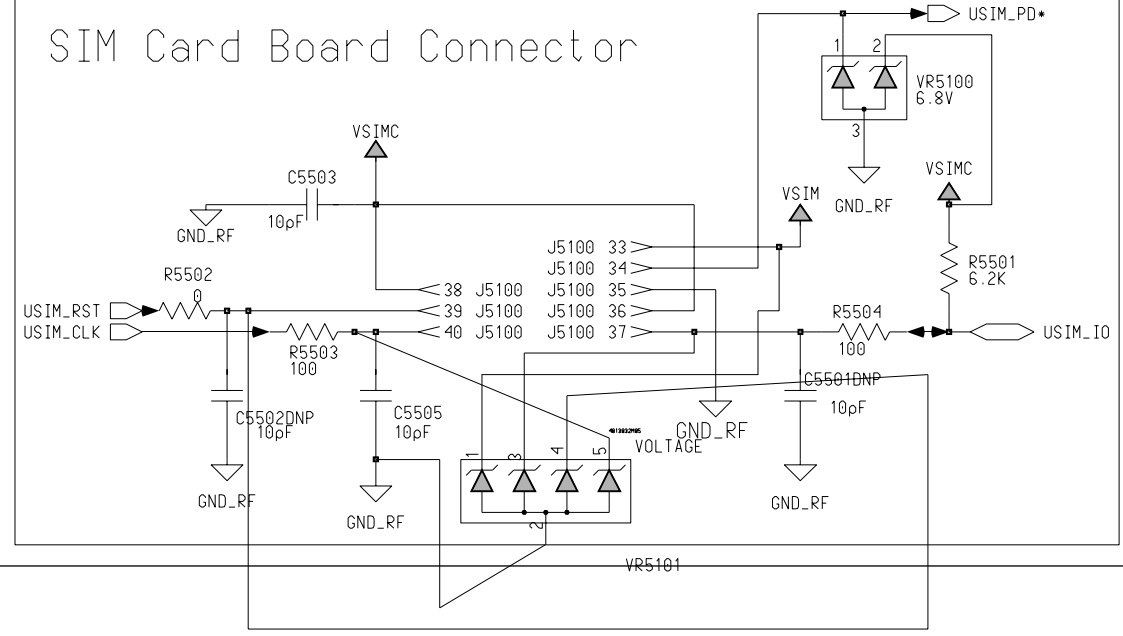 USIM_PD*
SIM Card Board Connector
1 2
VR5100
6.8V
3
VSIMC
C5503
10pF
GND_RF
VSIM
GND_RF
VSIMC
R5501
6.2K
R5502
0
USIM_RST
USIM_CLK
R5503
100
J5100 33
J5100 34
38 J5100 J5100 35
39 J5100 J5100 36
40 J5100 J5100 37
R5504
100
USIM_IO
C5502DNP
10pF
C5505
10pF
C5501DNP
10pF
4813832M85
GND_RF
VOLTAGE
1 3 4 5
2
GND_RF
GND_RF
GND_RF
VR5101